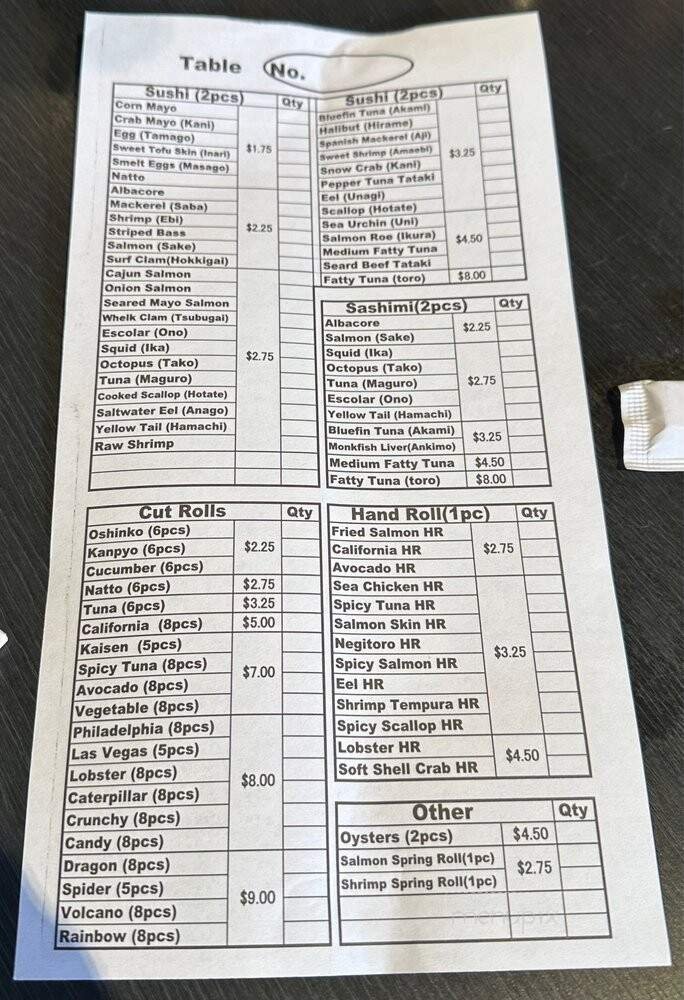 Table No.
Sushi (2pcs) Qty
Corn Mayo
Crab Mayo (Kani)
Egg (Tamago)
Sweet Tofu Skin (Inari)
Smelt Eggs (Masago)
Natto
$1.75
Albacore
Mackerel (Saba)
Shrimp (Ebi)
Striped Bass
Salmon (Sake)
Surf Clam(Hokkigai)
$2.25
Cajun Salmon
Onion Salmon
Seared Mayo Salmon
Whelk Clam (Tsubugai)
Escolar (Ono)
Squid (Ika)
Octopus (Tako)
Tuna (Maguro)
Cooked Scallop (Hotate)
Saltwater Eel (Anago)
Yellow Tail (Hamachi)
Raw Shrimp
$2.75
Sushi (2pcs) Qty
Bluefin Tuna (Akami)
Halibut (Hirame)
Spanish Mackerel (Aji)
Sweet Shrimp (Amaebi)
Snow Crab (Kani)
Pepper Tuna Tataki
Eel (Unagi)
Scallop (Hotate)
$3.25
Sea Urchin (Uni)
Salmon Roe (Ikura)
Medium Fatty Tuna
Seard Beef Tataki
$4.50
Fatty Tuna (toro) $8.00
Sashimi(2pcs) Qty
Albacore
Salmon (Sake)
$2.25
Squid (Ika)
Octopus (Tako)
Tuna (Maguro)
Escolar (Ono)
Yellow Tail (Hamachi)
$2.75
Bluefin Tuna (Akami)
Monkfish Liver(Ankimo)
$3.25
Medium Fatty Tuna $4.50
Fatty Tuna (toro) $8.00
Cut Rolls Qty
Oshinko (6pcs)
Kanpyo (6pcs)
Cucumber (6pcs)
$2.25
Natto (6pcs) $2.75
Tuna (6pcs) $3.25
California (8pcs) $5.00
Kaisen (5pcs)
Spicy Tuna (8pcs)
Avocado (8pcs)
Vegetable (8pcs)
$7.00
Philadelphia (8pcs)
Las Vegas (5pcs)
Lobster (8pcs)
Caterpillar (8pcs)
Crunchy (8pcs)
Candy (8pcs)
$8.00
Dragon (8pcs)
Spider (5pcs)
Volcano (8pcs)
Rainbow (8pcs)
$9.00
Hand Roll(1pc) Qty
Fried Salmon HR
California HR
Avocado HR
$2.75
Sea Chicken HR
Spicy Tuna HR
Salmon Skin HR
Negitoro HR
Spicy Salmon HR
Eel HR
Shrimp Tempura HR
Spicy Scallop HR
$3.25
Lobster HR
Soft Shell Crab HR
$4.50
Other Qty
Oysters (2pcs) $4.50
Salmon Spring Roll(1pc)
Shrimp Spring Roll(1pc)
$2.75
menupix